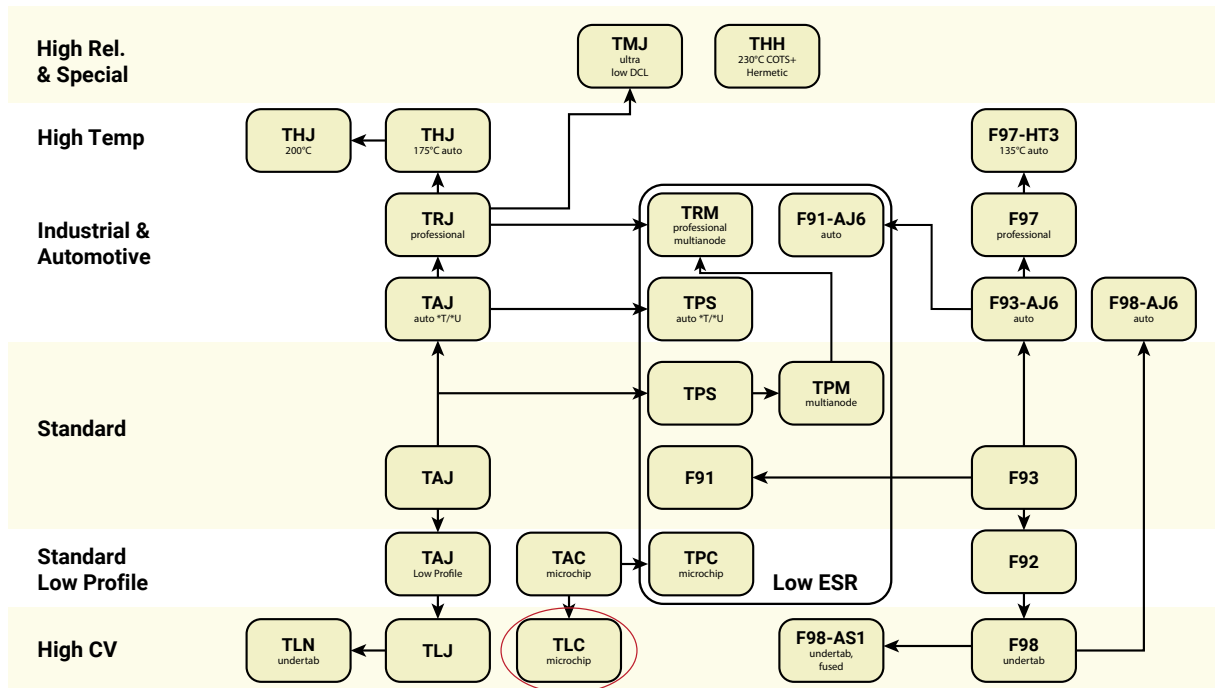 High Rel.
& Special
TMJ
ultra
low DCL
THH
230°C COTS+
Hermetic
High Temp
THJ
200°C
THJ
175°C auto
F97-HT3
135°C auto
Industrial &
Automotive
TRJ
professional
TRM
professional
multianode
F91-AJ6
auto
F97
professional
TAJ
auto *T/*U
TPS
auto *T/*U
F93-AJ6
auto
F98-AJ6
auto
Standard
TPS
TPM
multianode
TAJ
F91
F93
Standard
Low Profile
TAJ
Low Profile
TAC
microchip
TPC
microchip
Low ESR
F92
High CV
TLN
undertab
TLJ
TLC
microchip
F98-AS1
undertab,
fused
F98
undertab